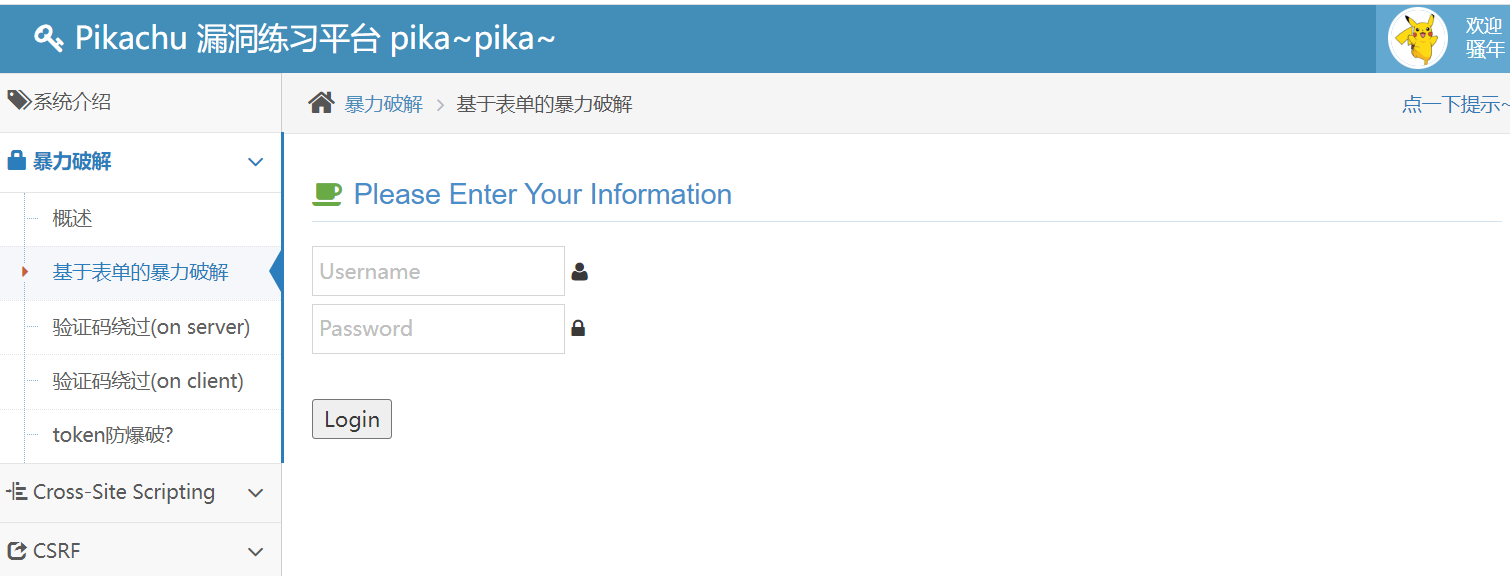 Pikachu 漏洞练习平台 pika~pika~
欢迎
骚年
系统介绍
暴力破解
概述
基于表单的暴力破解
验证码绕过(on server)
验证码绕过(on client)
token防爆破?
Cross-Site Scripting
CSRF
暴力破解 > 基于表单的暴力破解
点一下提示~
Please Enter Your Information
Username
Password
Login